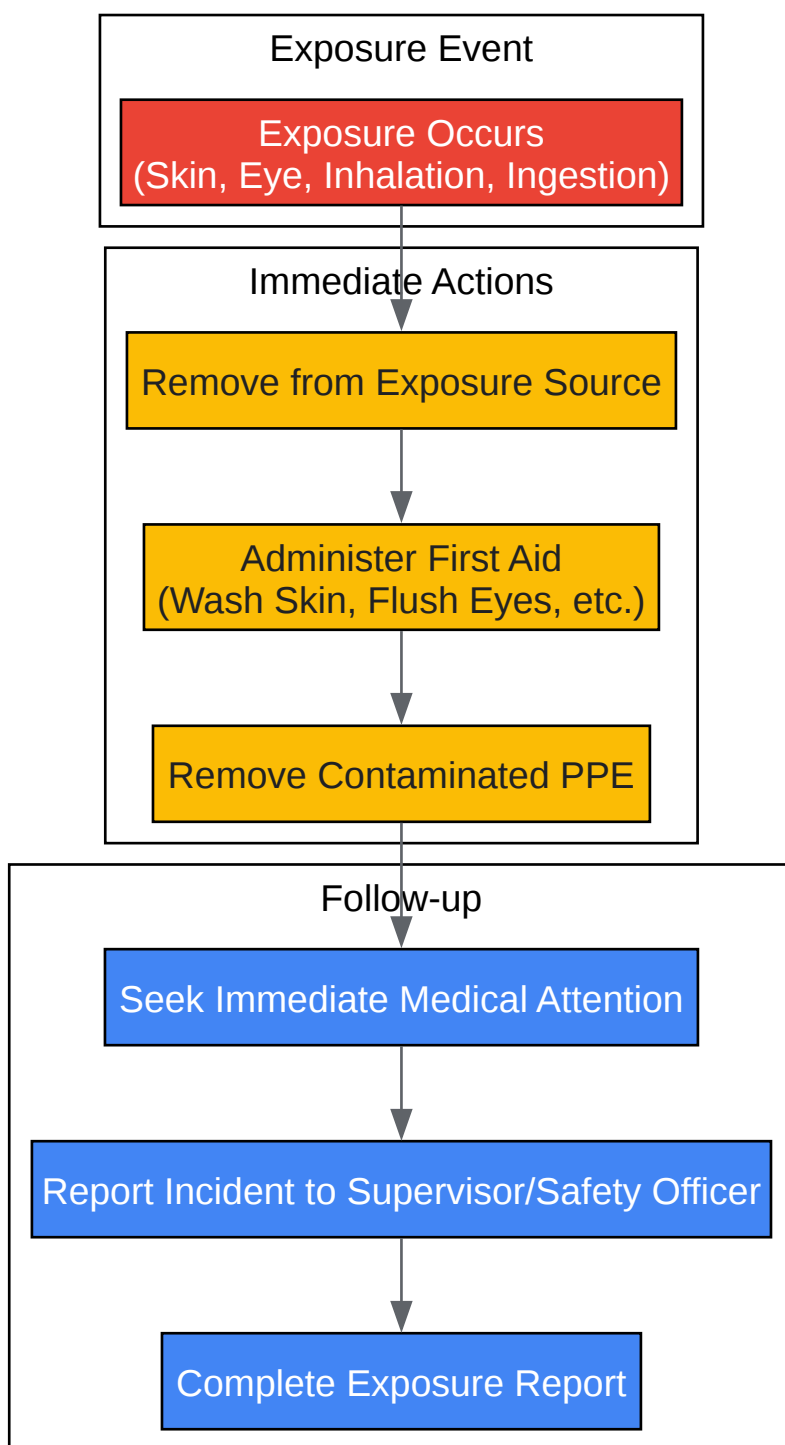 Exposure Event
Exposure Occurs
(Skin, Eye, Inhalation, Ingestion)
Immediate Actions
Remove from Exposure Source
Administer First Aid
(Wash Skin, Flush Eyes, etc.)
Remove Contaminated PPE
Follow-up
Seek Immediate Medical Attention
Report Incident to Supervisor/Safety Officer
Complete Exposure Report